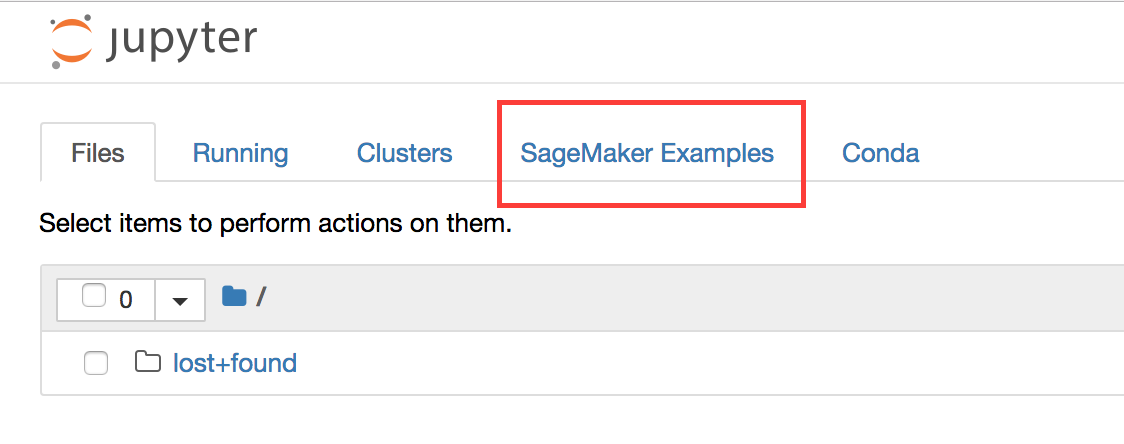 jupyter
Files Running Clusters SageMaker Examples Conda
Select items to perform actions on them.
0 /
lost+found